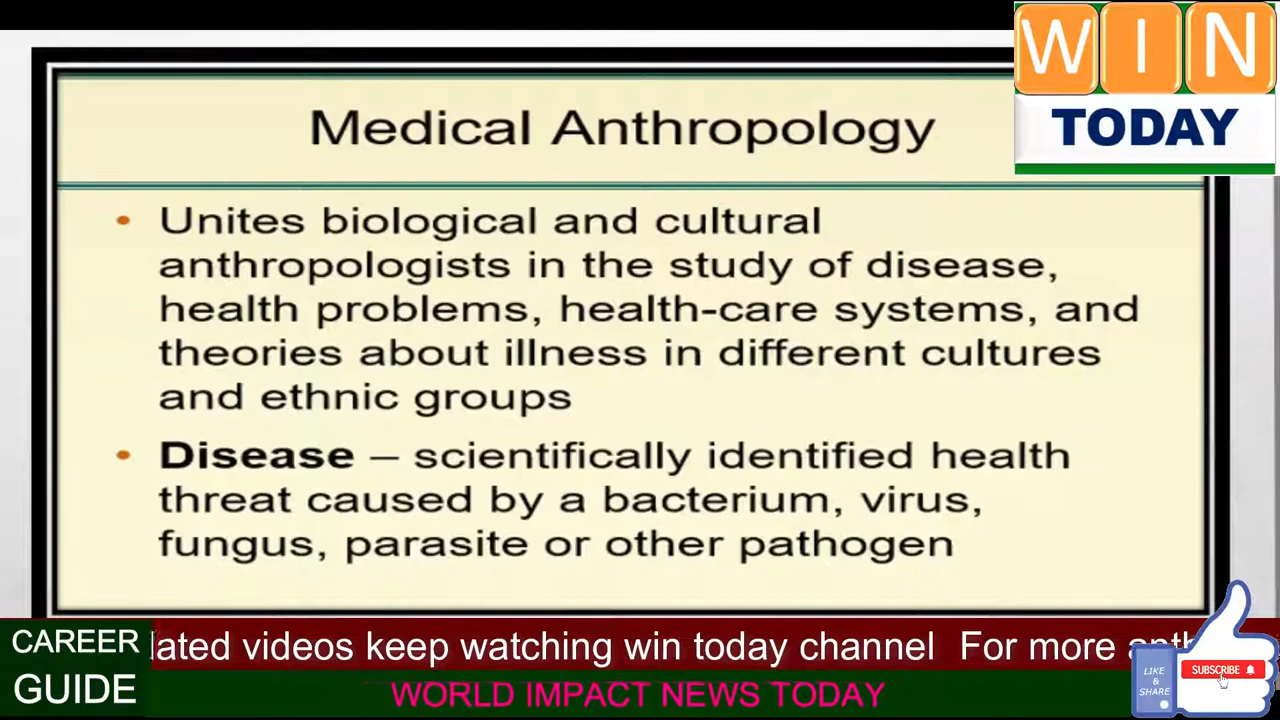 WIN
TODAY
Medical Anthropology
• Unites biological and cultural
anthropologists in the study of disease,
health problems, health-care systems, and
theories about illness in different cultures
and ethnic groups
• Disease – scientifically identified health
threat caused by a bacterium, virus,
fungus, parasite or other pathogen
CAREER
GUIDE
videos keep watching win today channel For more
WORLD IMPACT NEWS TODAY
LIKE
&
SHARE
SUBSCRIBE